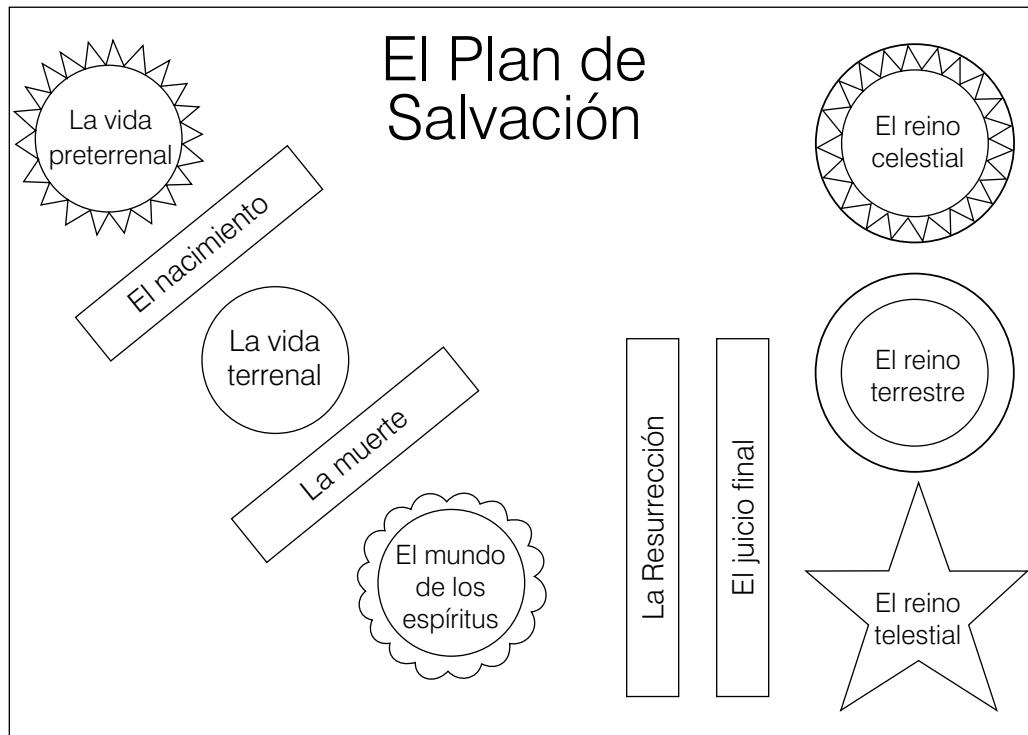 El Plan de
Salvación
La vida
preterrenal
El nacimiento
La vida
terrenal
La muerte
El mundo
de los
espíritus
La Resurrección
El juicio final
El reino
celestial
El reino
terrestre
El reino
telestial